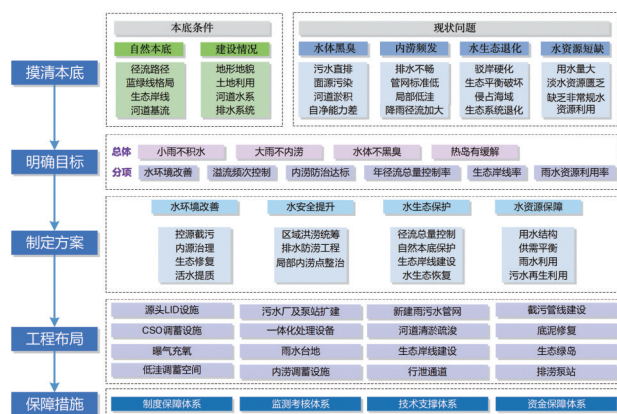 本底条件
现状问题
摸清本底
自然本底
建设情况
水体黑臭
内涝频发
水生态退化
水资源短缺
径流路径
蓝绿线格局
生态岸线
河道基流
地形地貌
土地利用
河道水系
排水系统
污水直排
面源污染
河道淤积
自净能力差
排水不畅
管网标准低
局部低洼
降雨径流加大
驳岸硬化
生态平衡破坏
侵占海域
生态系统退化
用水量大
淡水资源匮乏
缺乏非常规水
资源利用
明确目标
总体
小雨不积水
大雨不内涝
水体不黑臭
热岛有缓解
分项
水环境改善
溢流频次控制
内涝防治达标
年径流总量控制率
生态岸线率
雨水资源利用率
制定方案
水环境改善
水安全提升
水生态保护
水资源保障
控源截污
内源治理
生态修复
活水提质
区域洪涝统筹
排水防涝工程
局部内涝点整治
径流总量控制
自然本底保护
生态岸线建设
水生态恢复
用水结构
供需平衡
雨水利用
污水再生利用
工程布局
源头LID设施
污水厂及泵站扩建
新建雨污水管网
截污管线建设
CSO调蓄设施
一体化处理设备
河道清淤疏浚
底泥修复
曝气充氧
雨水台地
生态岸线建设
生态绿岛
低洼调蓄空间
内涝调蓄设施
行泄通道
排涝泵站
保障措施
制度保障体系
监测考核体系
技术支撑体系
资金保障体系